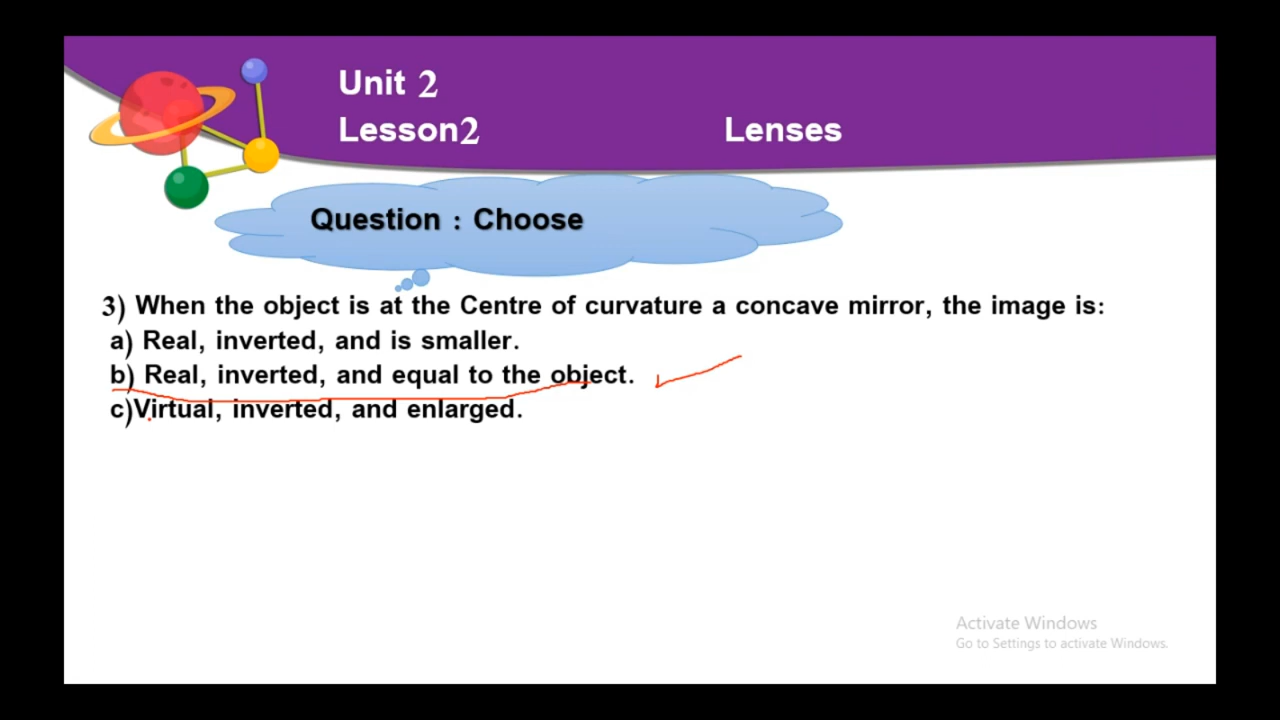 Unit 2
Lesson2 Lenses
Question : Choose
3) When the object is at the Centre of curvature a concave mirror, the image is:
a) Real, inverted, and is smaller.
b) Real, inverted, and equal to the object.
c)Virtual, inverted, and enlarged.
Activate Windows
Go to Settings to activate Windows.